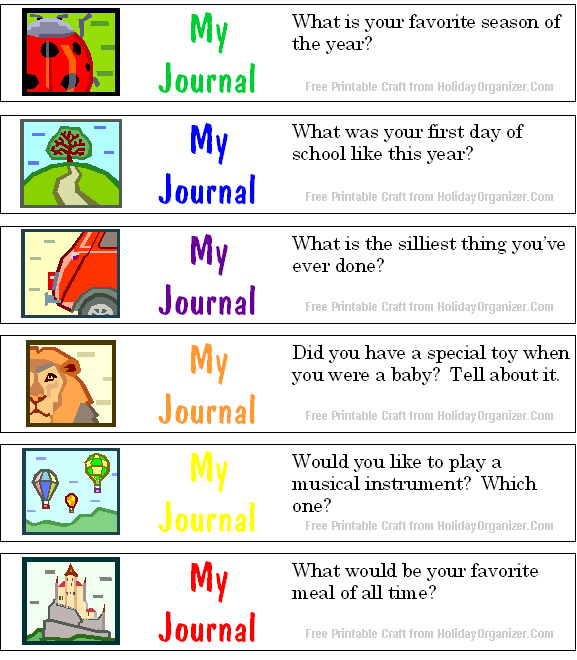 My
Journal
What is your favorite season of
the year?
Free Printable Craft from HolidayOrganizer.Com
My
Journal
What was your first day of
school like this year?
Free Printable Craft from HolidayOrganizer.Com
My
Journal
What is the silliest thing you've
ever done?
Free Printable Craft from HolidayOrganizer.Com
My
Journal
Did you have a special toy when
you were a baby?  Tell about it.
Free Printable Craft from HolidayOrganizer.Com
My
Journal
Would you like to play a
musical instrument?  Which
one?
Free Printable Craft from HolidayOrganizer.Com
My
Journal
What would be your favorite
meal of all time?
Free Printable Craft from HolidayOrganizer.Com